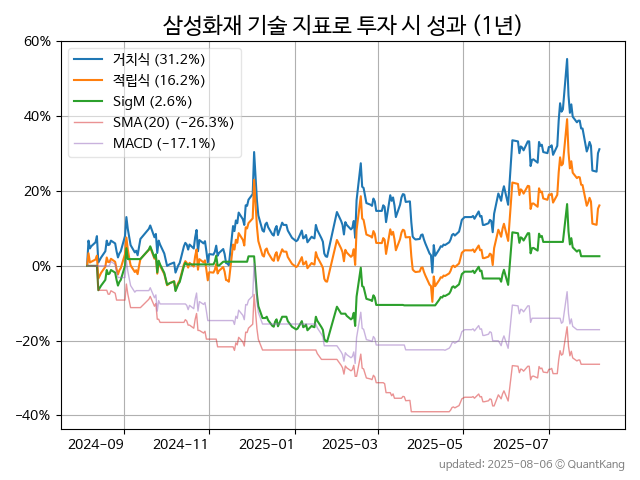 삼성화재 기술 지표로 투자 시 성과 (1년)
60%
40%
20%
0%
−20%
−40%
거치식 (31.2%)
적립식 (16.2%)
SigM (2.6%)
SMA(20) (−26.3%)
MACD (−17.1%)
2024-09 2024-11 2025-01 2025-03 2025-05 2025-07
updated: 2025-08-06 © QuantKang